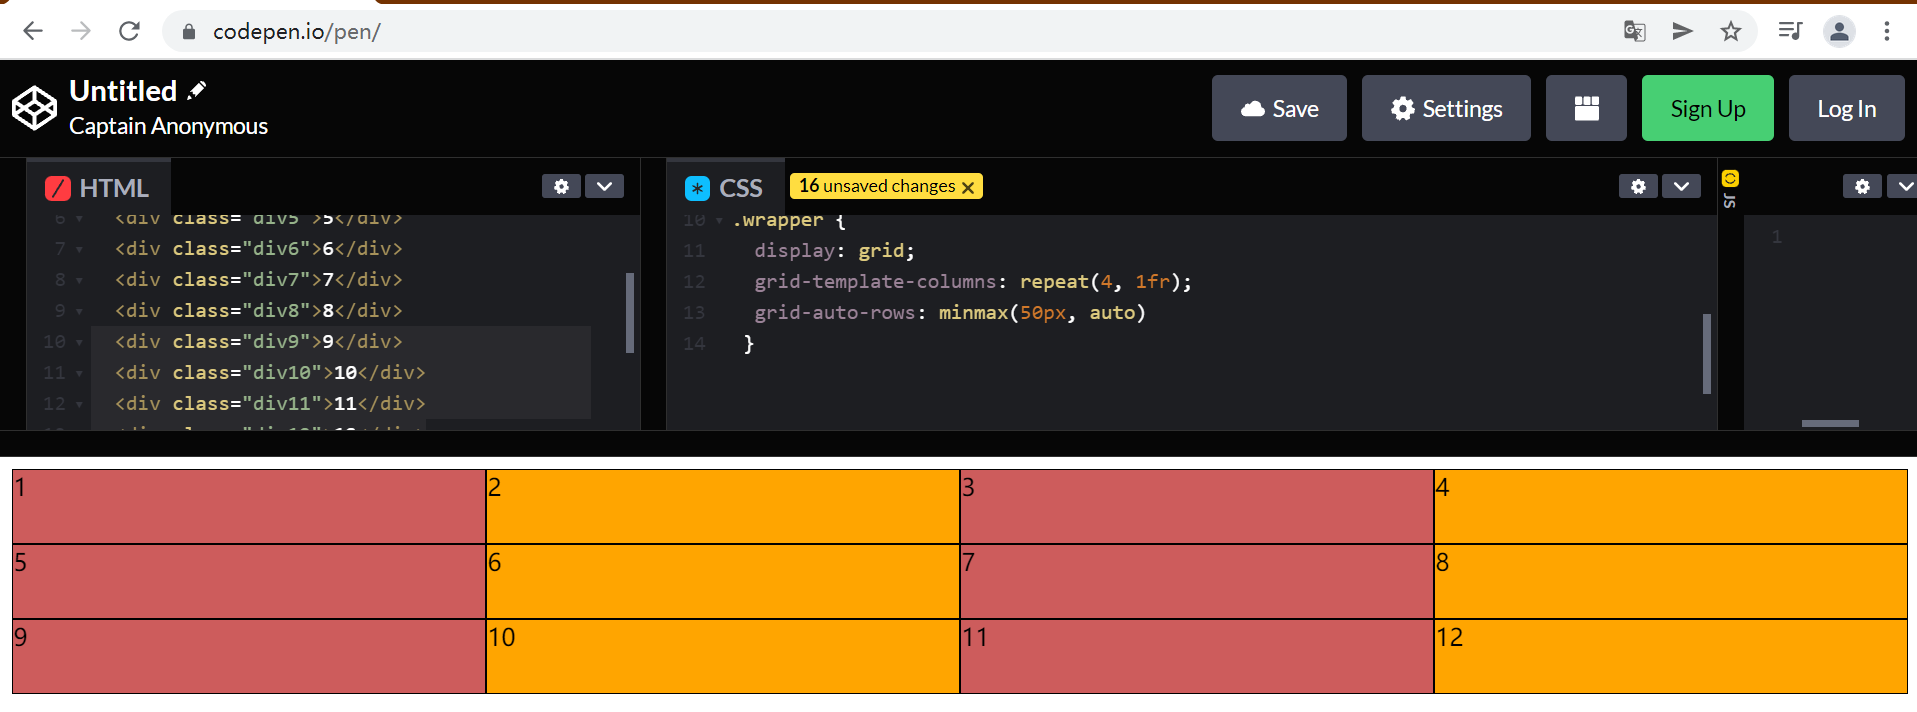 codepen.io/pen/
Untitled
Captain Anonymous
Save
Settings
Sign Up
Log In
HTML
6 <div class="div5">5</div>
7 <div class="div6">6</div>
8 <div class="div7">7</div>
9 <div class="div8">8</div>
10 <div class="div9">9</div>
11 <div class="div10">10</div>
12 <div class="div11">11</div>
CSS
16 unsaved changes ×
10 .wrapper {
11 display: grid;
12 grid-template-columns: repeat(4, 1fr);
13 grid-auto-rows: minmax(50px, auto)
14 }
JS
1
1 2 3 4
5 6 7 8
9 10 11 12